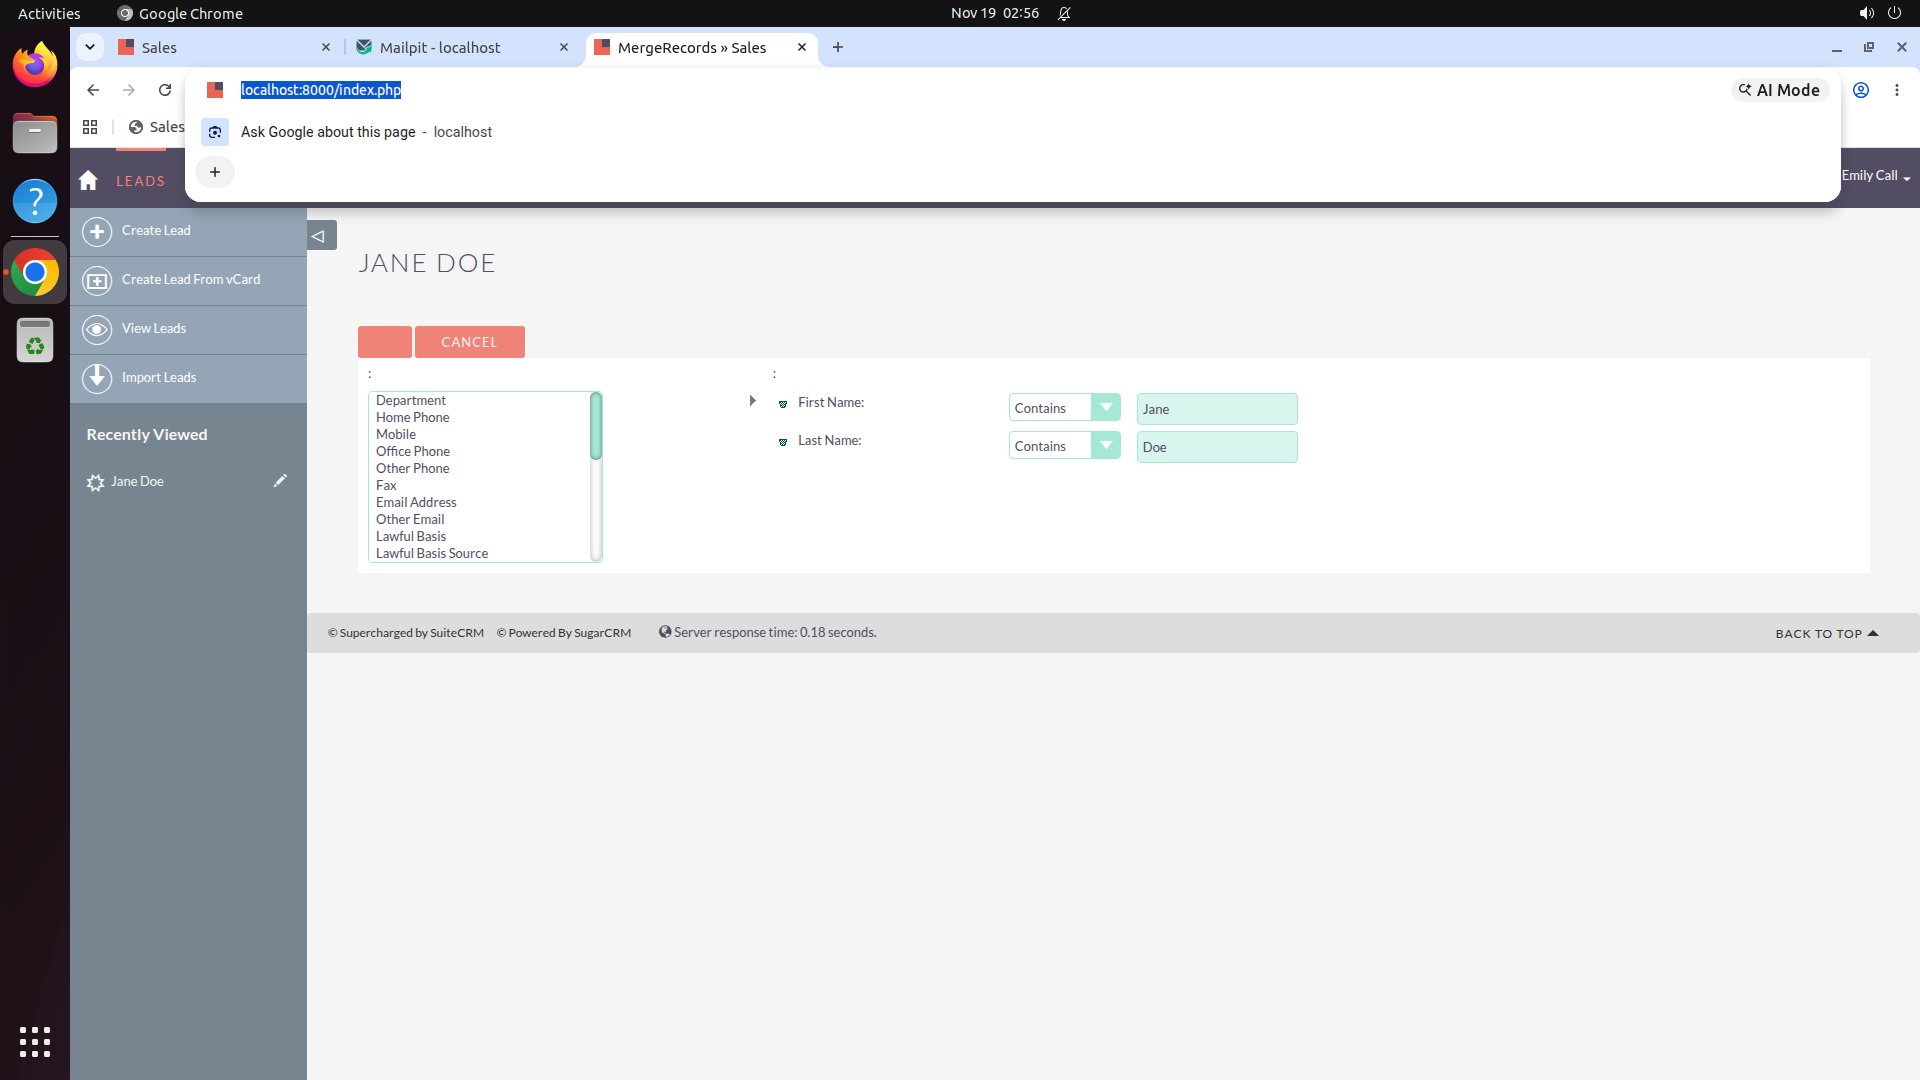 Activities
Google Chrome
Nov 19 02:56
Sales
Mailpit - localhost
MergeRecords » Sales
localhost:8000/index.php
AI Mode
Sales
Ask Google about this page - localhost
LEADS
Emily Call
Create Lead
Create Lead From vCard
View Leads
Import Leads
Recently Viewed
Jane Doe
JANE DOE
CANCEL
:
:
Department
Home Phone
Mobile
Office Phone
Other Phone
Fax
Email Address
Other Email
Lawful Basis
Lawful Basis Source
First Name:
Contains
Jane
Last Name:
Contains
Doe
© Supercharged by SuiteCRM
© Powered By SugarCRM
Server response time: 0.18 seconds.
BACK TO TOP